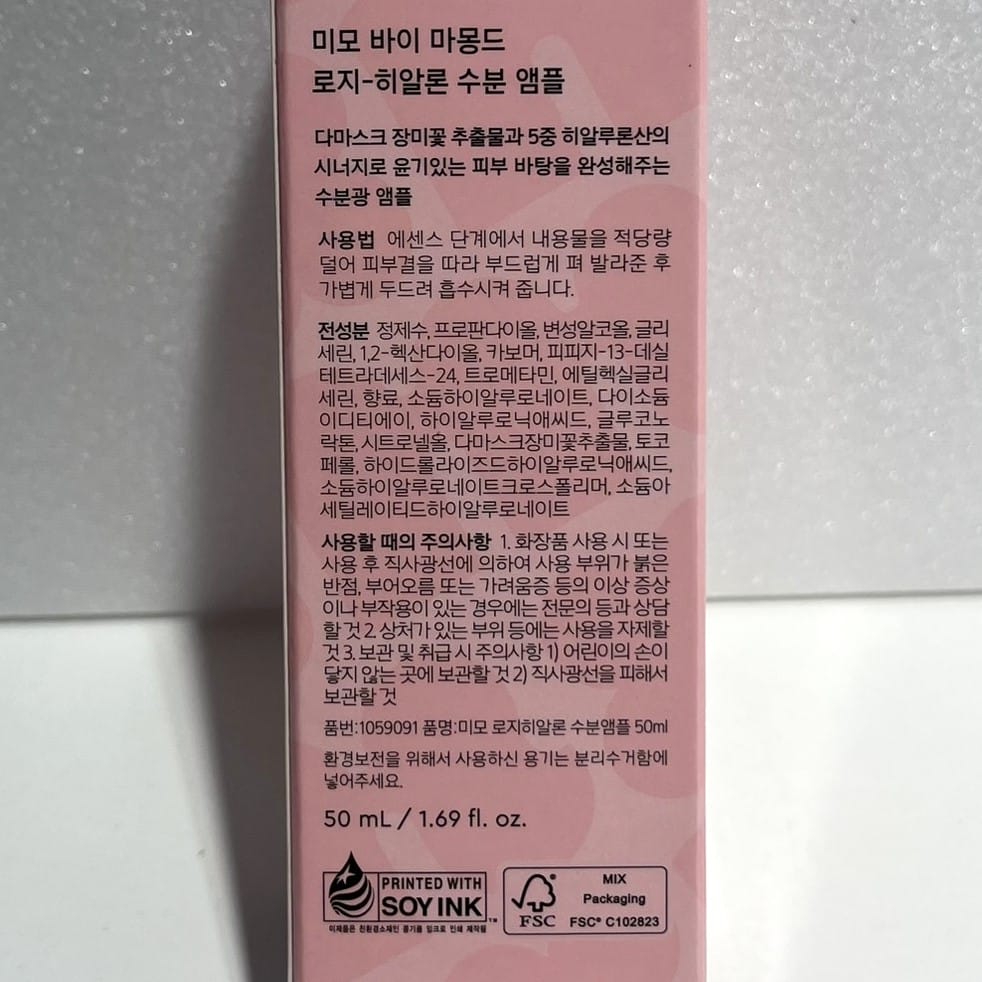 미모 바이 마몽드
로지-히알론 수분 앰플
다마스크 장미꽃 추출물과 5중 히알루론산의
시너지로 윤기있는 피부 바탕을 완성해주는
수분광 앰플
사용법 에센스 단계에서 내용물을 적당량
덜어 피부결을 따라 부드럽게 펴 발라준 후
가볍게 두드려 흡수시켜 줍니다.
전성분 정제수, 프로판다이올, 변성알코올, 글리
세린, 1,2-헥산다이올, 카보머, 피피지-13-데실
테트라데세스-24, 트로메타민, 에틸헥실글리
세린, 향료, 소듐하이알루로네이트, 다이소듐
이디티에이, 하이알루로닉애씨드, 글루코노
락톤, 시트로넬올, 다마스크장미꽃추출물, 토코
페롤, 하이드롤라이즈드하이알루로닉애씨드,
소듐하이알루로네이트크로스폴리머, 소듐아
세틸레이티드하이알루로네이트
사용할 때의 주의사항 1. 화장품 사용 시 또는
사용 후 직사광선에 의하여 사용 부위가 붉은
반점, 부어오름 또는 가려움증 등의 이상 증상
이나 부작용이 있는 경우에는 전문의 등과 상담
할 것 2. 상처가 있는 부위 등에는 사용을 자제할
것 3. 보관 및 취급 시 주의사항 1) 어린이의 손이
닿지 않는 곳에 보관할 것 2) 직사광선을 피해서
보관할 것
품번:1059091 품명:미모 로지히알론 수분앰플 50ml
환경보전을 위해서 사용하신 용기는 분리수거함에
넣어주세요.
50 mL / 1.69 fl. oz.
PRINTED WITH
SOY INK™
이제품은 친환경소재인 콩기름 잉크로 인쇄 제작됨
FSC
MIX
Packaging
FSC® C102823